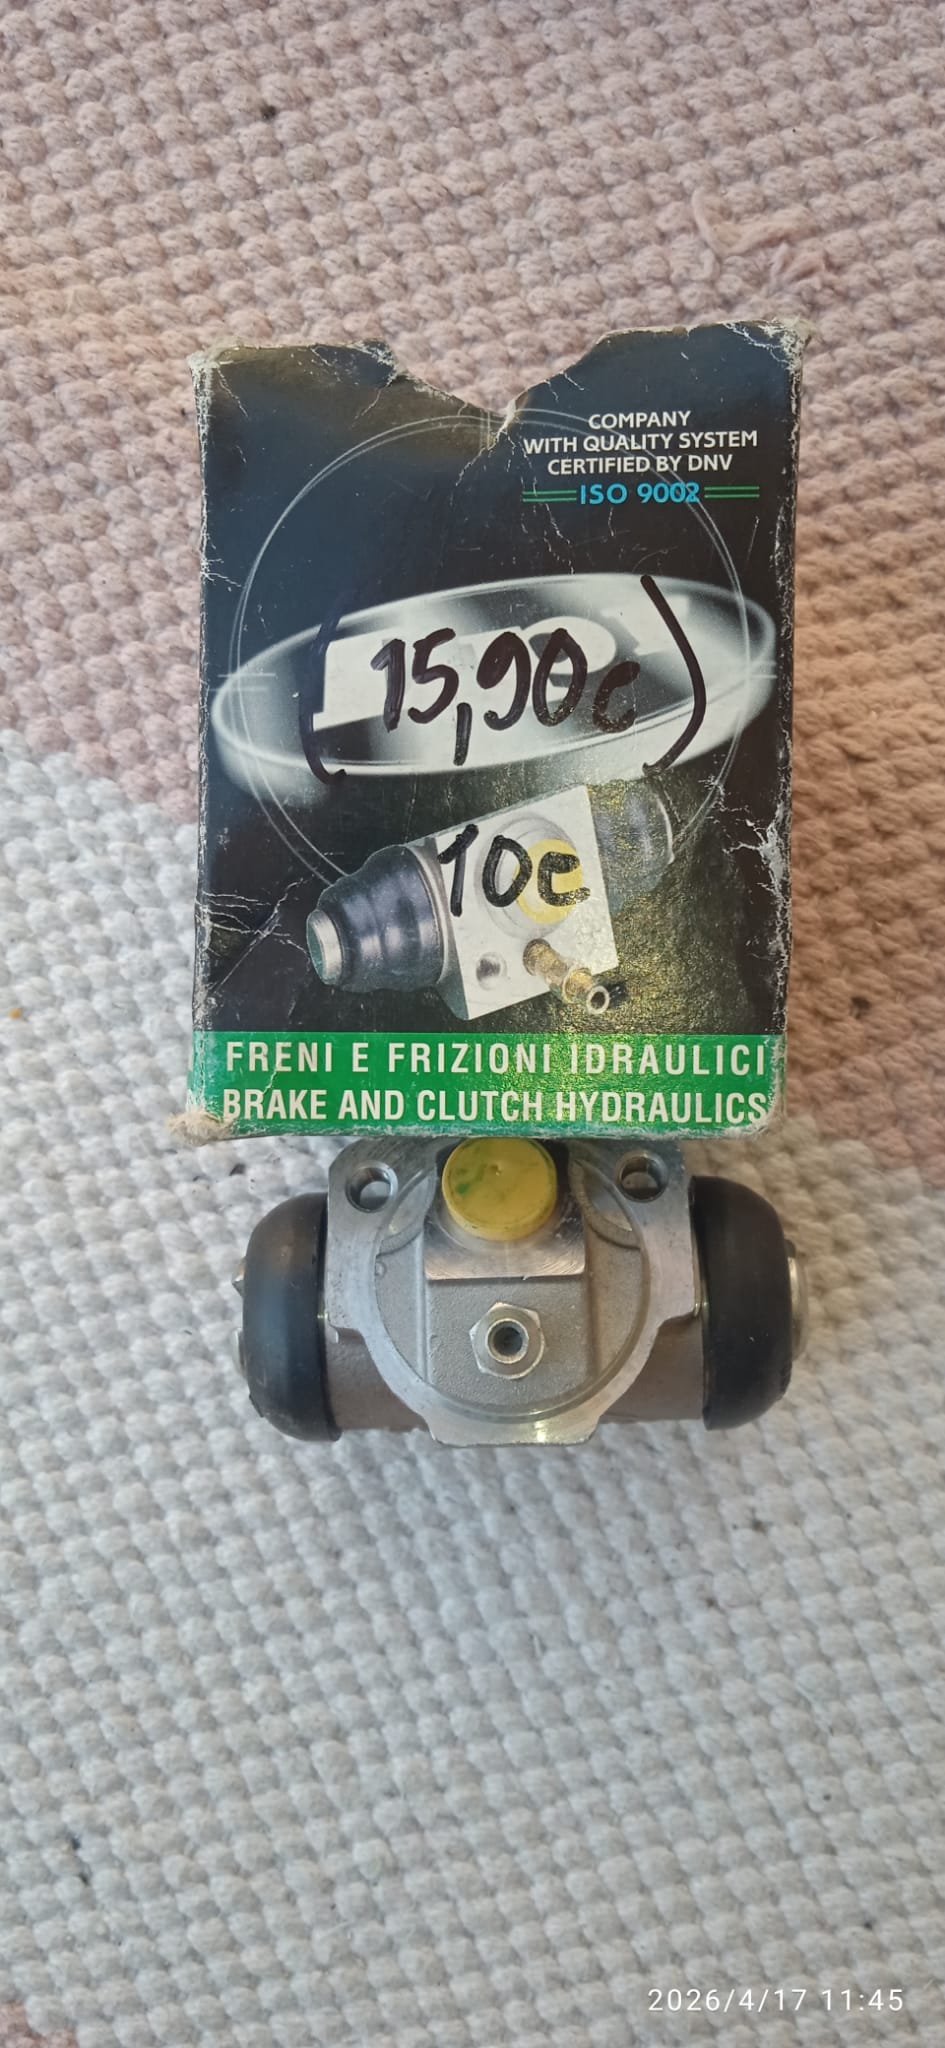 COMPANY
WITH QUALITY SYSTEM
CERTIFIED BY DNV
ISO 9002
(15,90€)
10€
FRENI E FRIZIONI IDRAULICI
BRAKE AND CLUTCH HYDRAULICS
2026/4/17 11:45